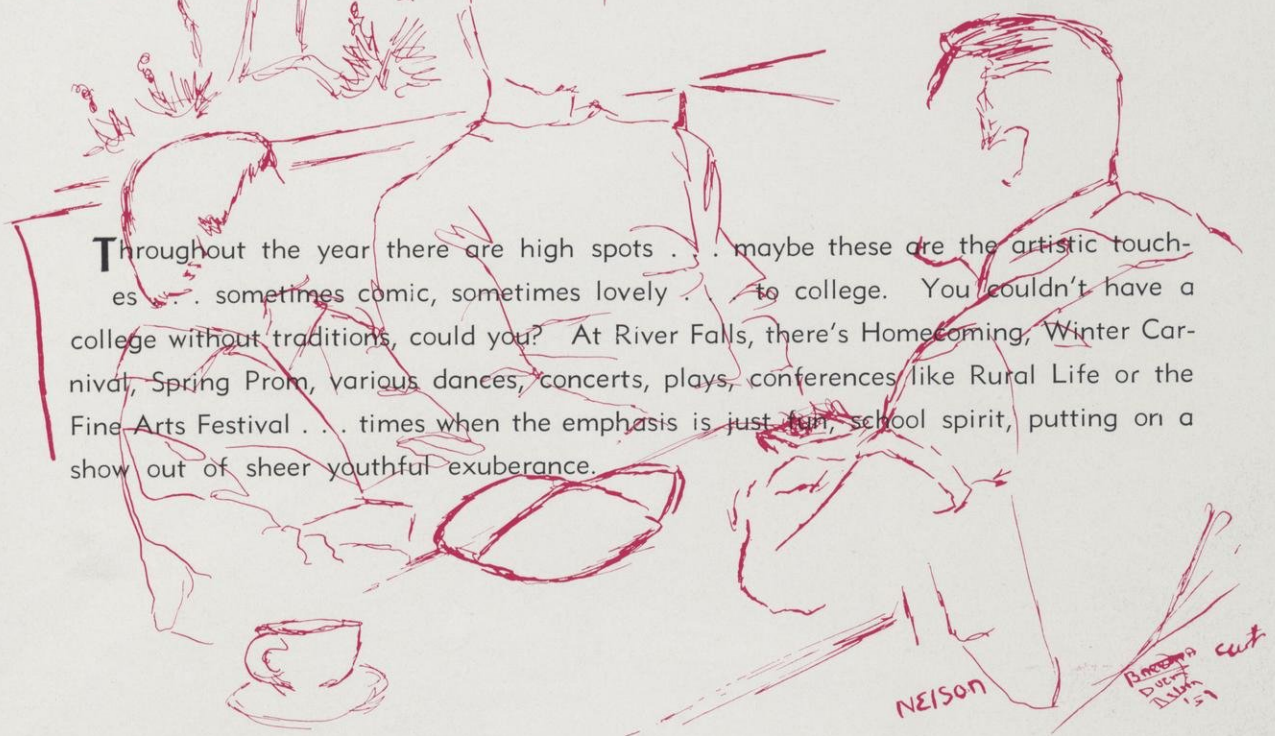 Throughout the year there are high spots . . . maybe these are the artistic touch-
es . . . sometimes comic, sometimes lovely . . . to college. You couldn't have a
college without traditions, could you? At River Falls, there's Homecoming, Winter Car-
nival, Spring Prom, various dances, concerts, plays, conferences like Rural Life or the
Fine Arts Festival . . . times when the emphasis is just fun, school spirit, putting on a
show out of sheer youthful exuberance.
NELSON